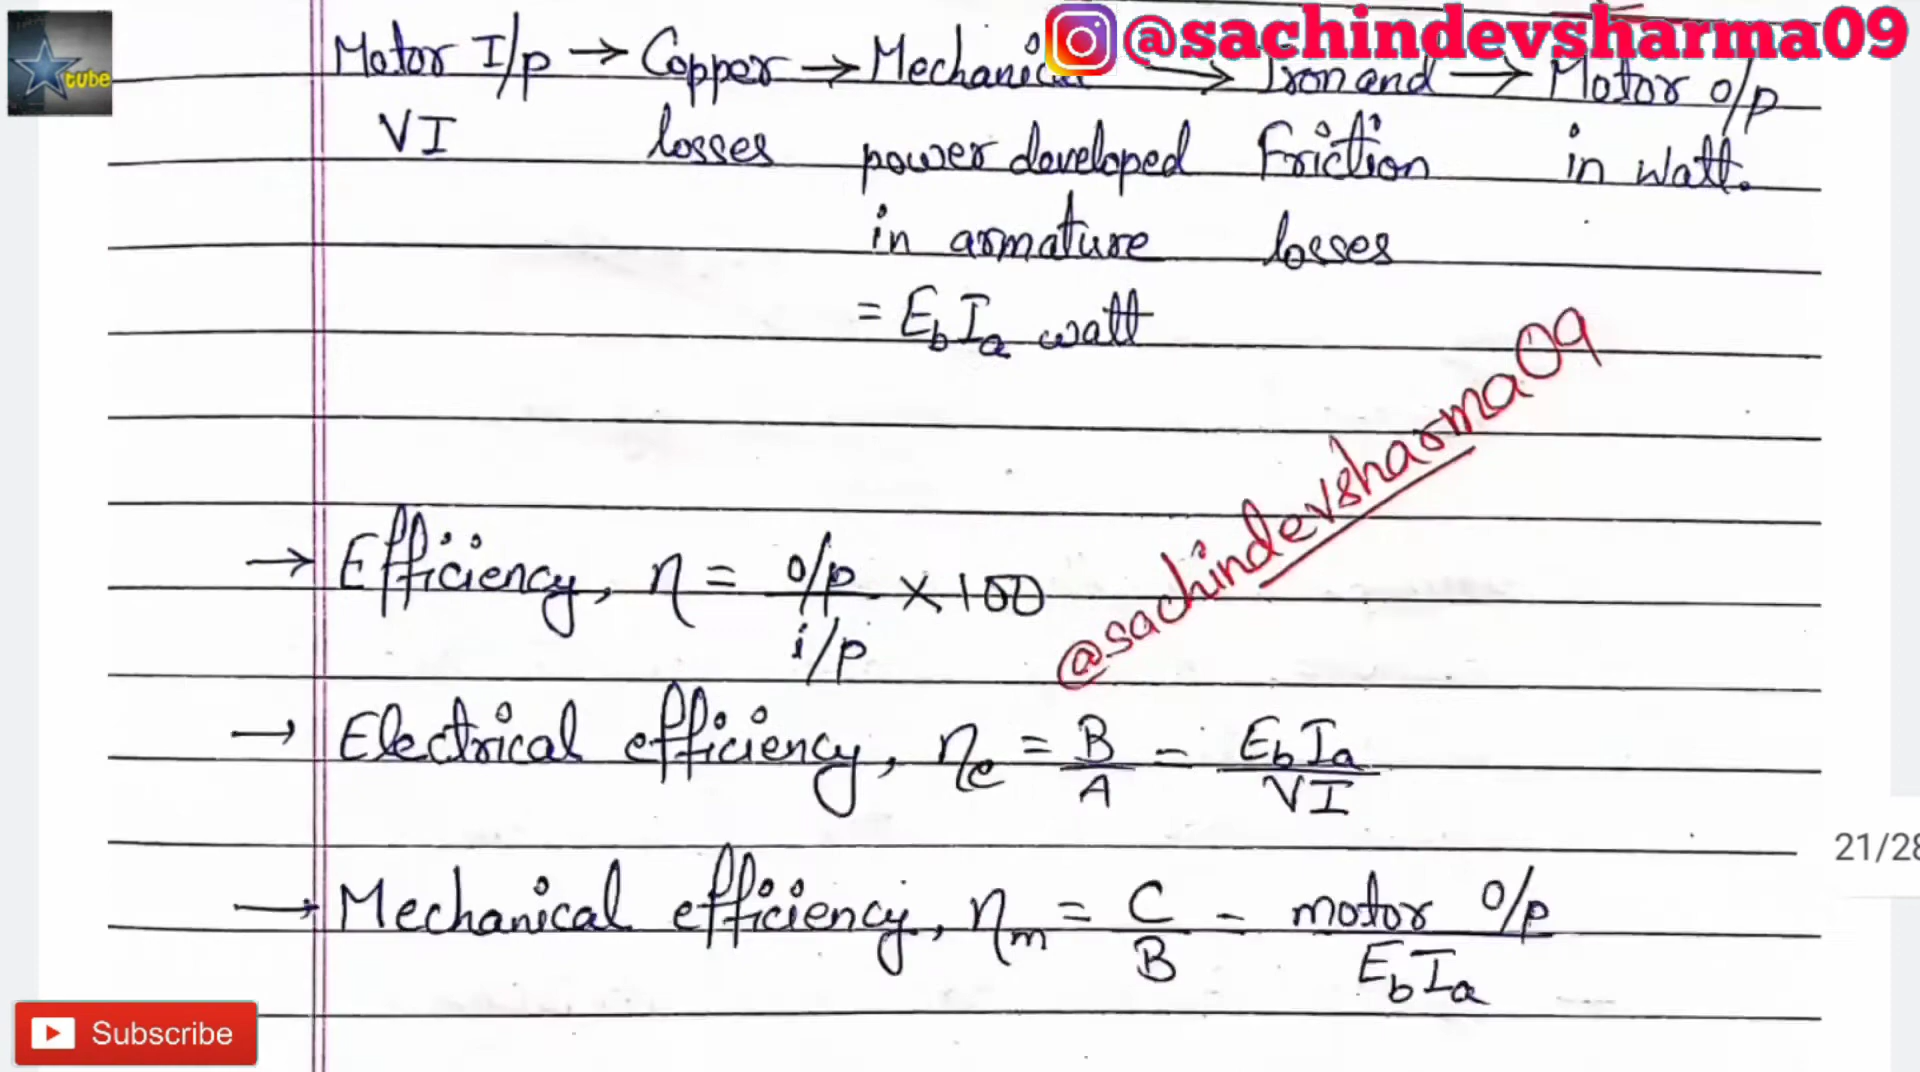 @sachindevsharma09
tube
Motor I/p → Copper → Mechanical → Iron and → Motor o/p
VI losses power developed Friction in watt.
in armature losses
= EbIa watt
@sachindevsharma09
→ Efficiency, η = o/p / i/p × 100
→ Electrical efficiency, ηe = B/A = EbIa / VI
21/28
→ Mechanical efficiency, ηm = C/B = motor o/p / EbIa
Subscribe